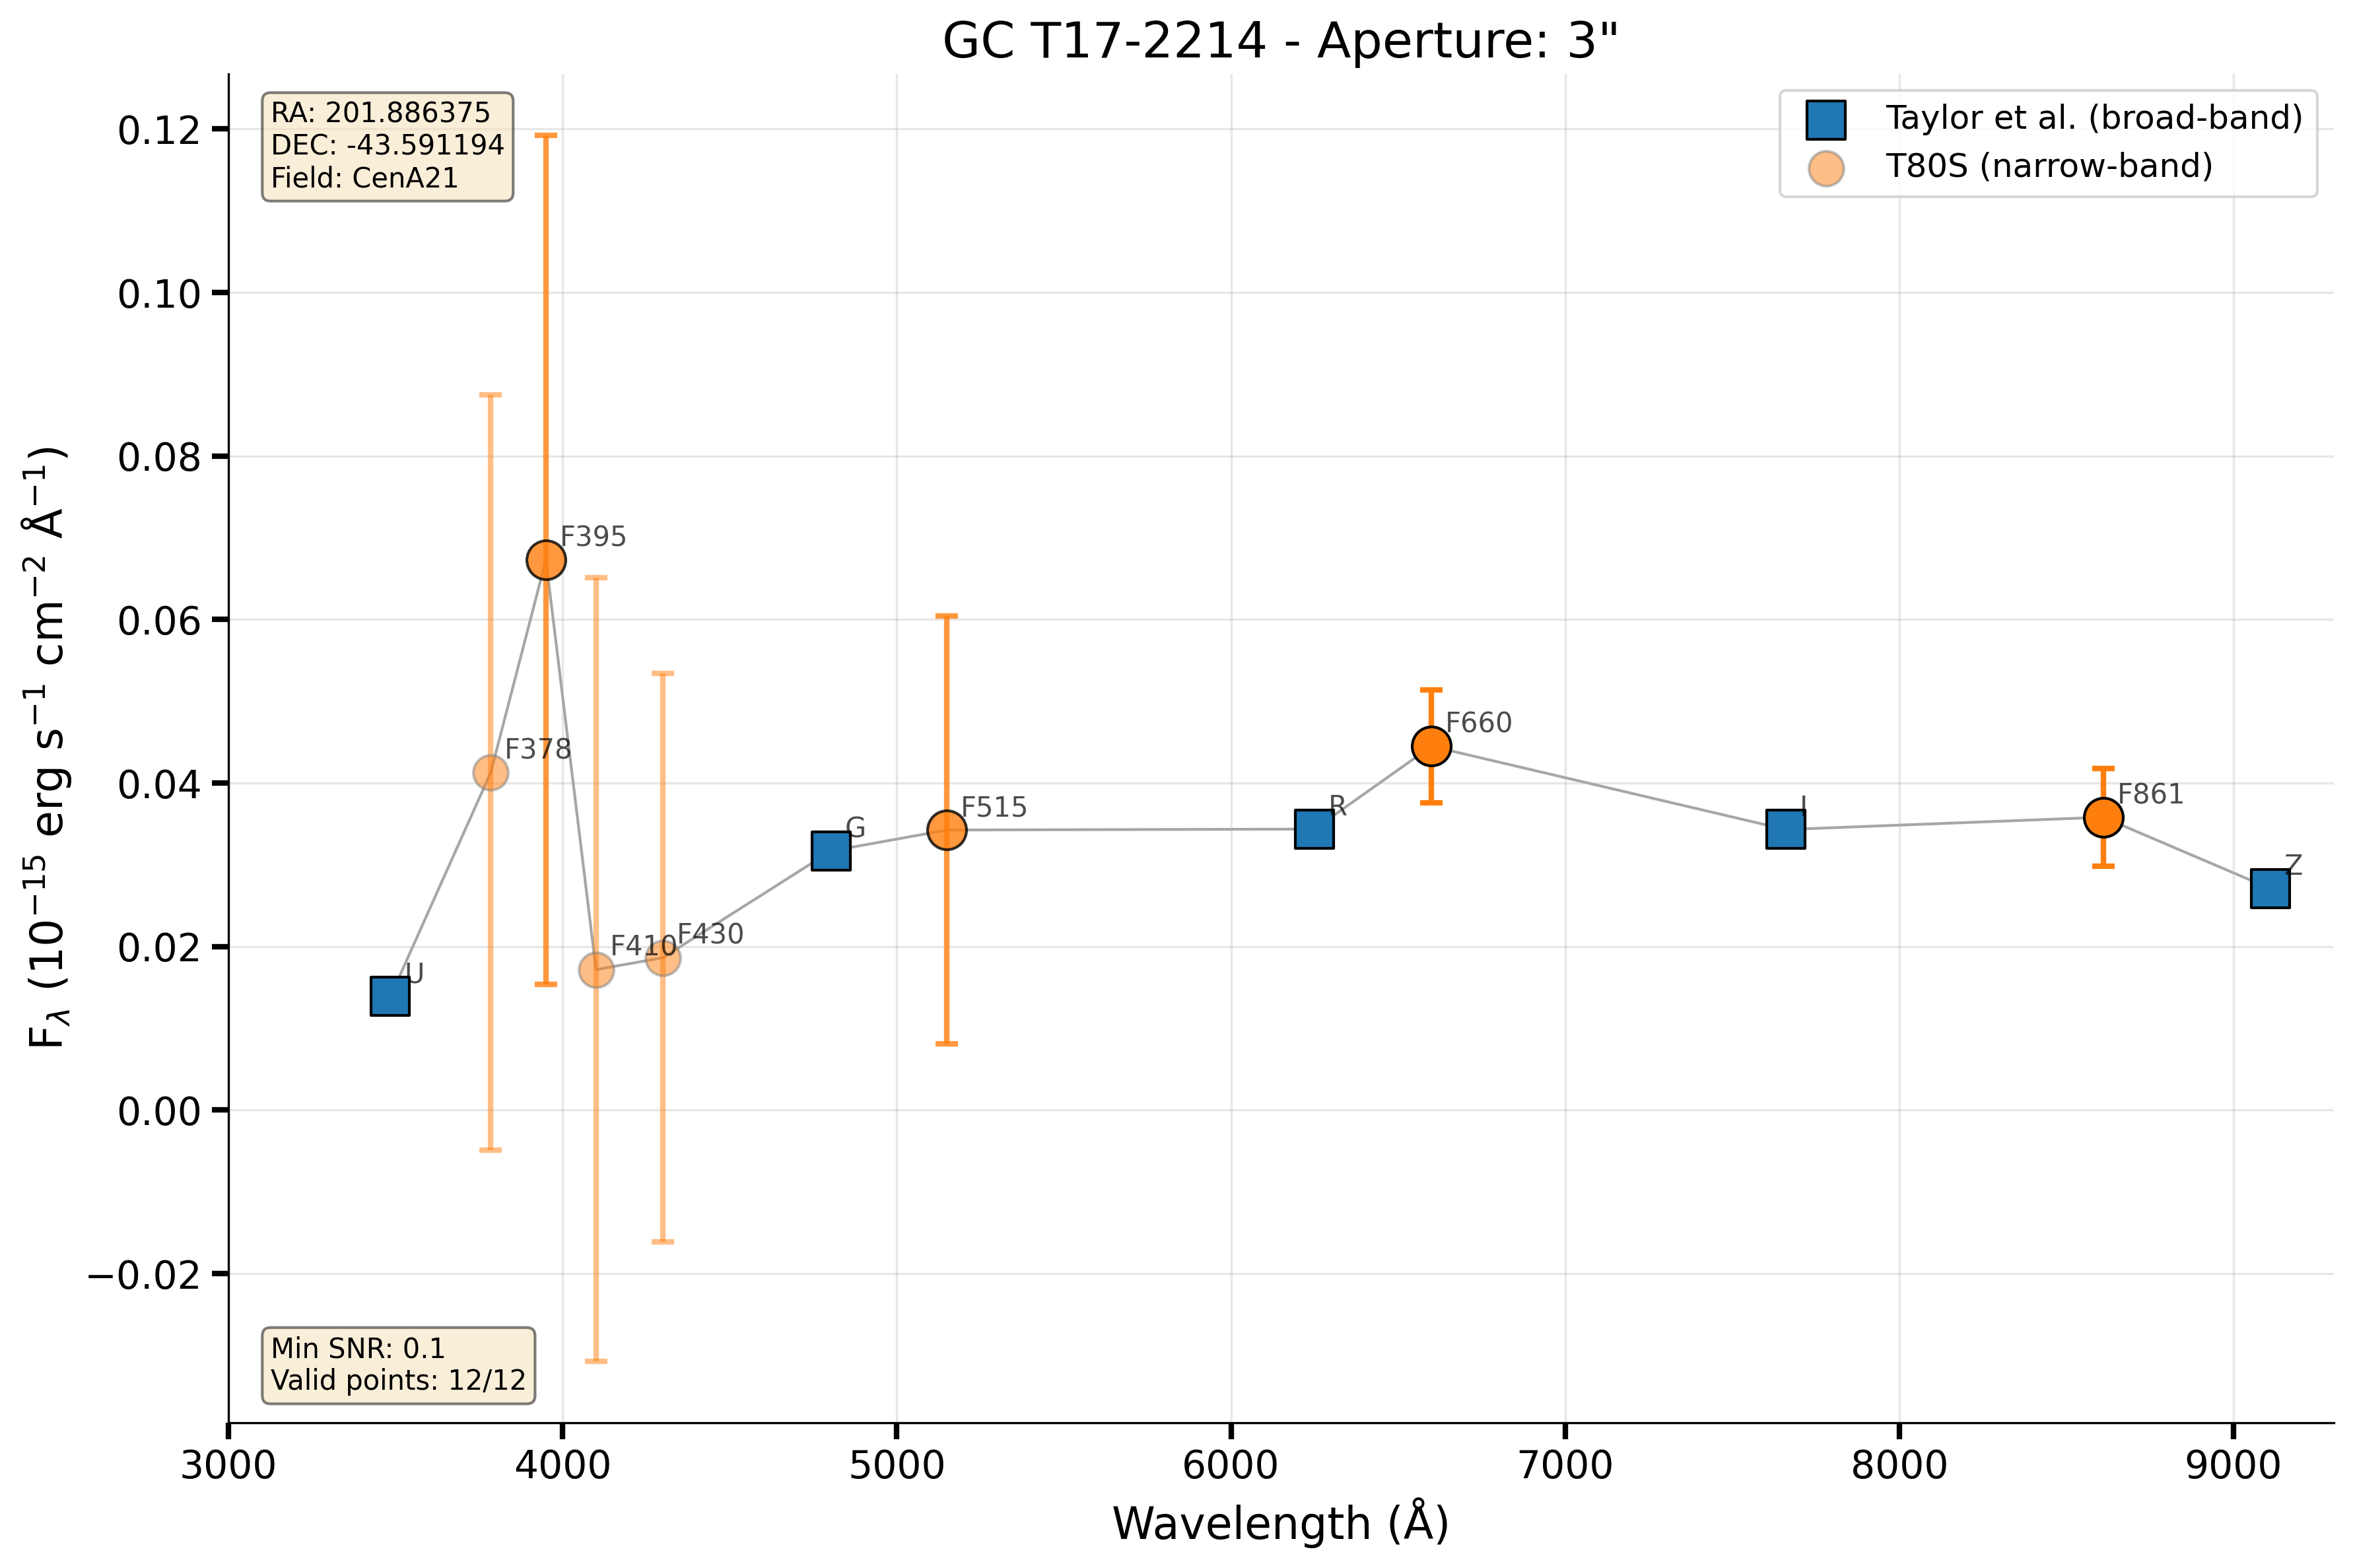 GC T17-2214 - Aperture: 3"
RA: 201.886375
DEC: -43.591194
Field: CenA21
Taylor et al. (broad-band)
T80S (narrow-band)
0.12
0.10
0.08
0.06
0.04
0.02
0.00
−0.02
F_λ (10⁻¹⁵ erg s⁻¹ cm⁻² Å⁻¹)
U
F378
F395
F410
F430
G
F515
R
F660
I
F861
Z
Min SNR: 0.1
Valid points: 12/12
3000 4000 5000 6000 7000 8000 9000
Wavelength (Å)